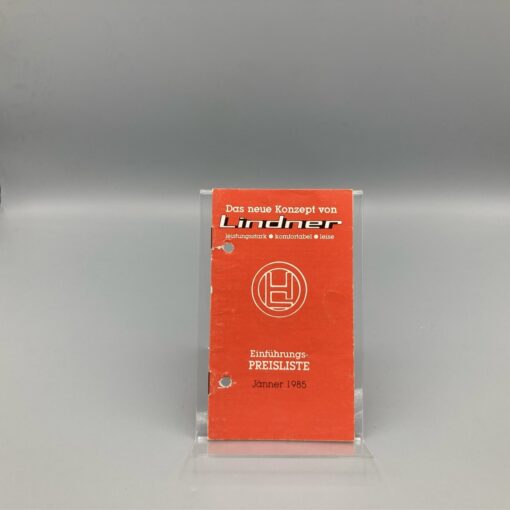 Das neue Konzept von
Lindner
leistungsstark ● komfortabel ● leise
Einführungs-
PREISLISTE
Jänner 1985